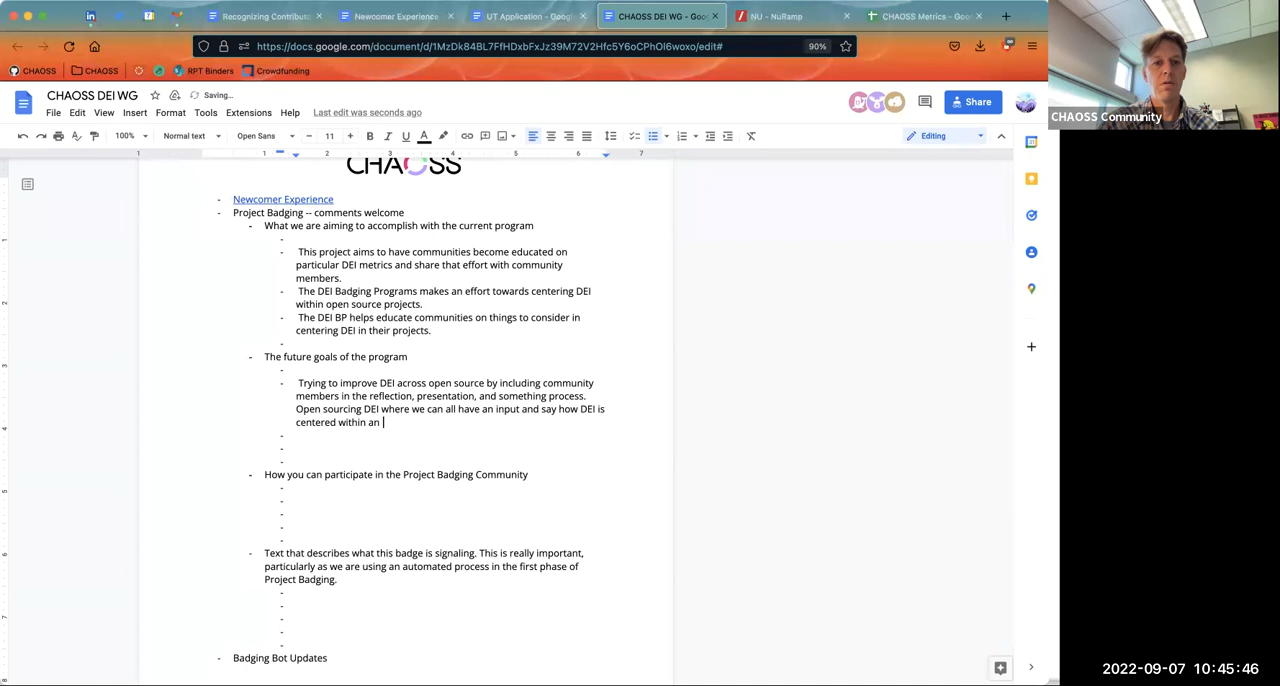 Recognizing Contribut
Newcomer Experience
UT Application - Googl
CHAOSS DEI WG - Goo
NU - NuRamp
CHAOSS Metrics - Goo
https://docs.google.com/document/d/1MzDk84BL7FfHDxbFxJz39M72V2Hfc5Y6oCPhOl6woxo/edit#
90%
CHAOSS
CHAOSS
RPT Binders
Crowdfunding
CHAOSS DEI WG
Saving...
File Edit View Insert Format Tools Extensions Help Last edit was seconds ago
Share
100%
Normal text
Open Sans
11
Editing
CHAOSS Community
1 1 2 3 4 5 6 7
CHAOSS
- Newcomer Experience
- Project Badging -- comments welcome
- What we are aiming to accomplish with the current program
-
- This project aims to have communities become educated on
particular DEI metrics and share that effort with community
members.
- The DEI Badging Programs makes an effort towards centering DEI
within open source projects.
- The DEI BP helps educate communities on things to consider in
centering DEI in their projects.
-
- The future goals of the program
-
- Trying to improve DEI across open source by including community
members in the reflection, presentation, and something process.
Open sourcing DEI where we can all have an input and say how DEI is
centered within an
-
-
-
- How you can participate in the Project Badging Community
-
-
-
-
-
- Text that describes what this badge is signaling. This is really important,
particularly as we are using an automated process in the first phase of
Project Badging.
-
-
-
-
-
- Badging Bot Updates
2022-09-07 10:45:46